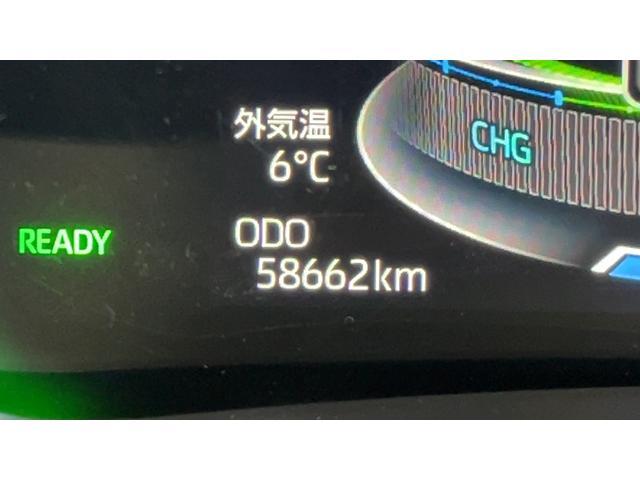 外気温
6°C
CHG
READY
ODO
58662km